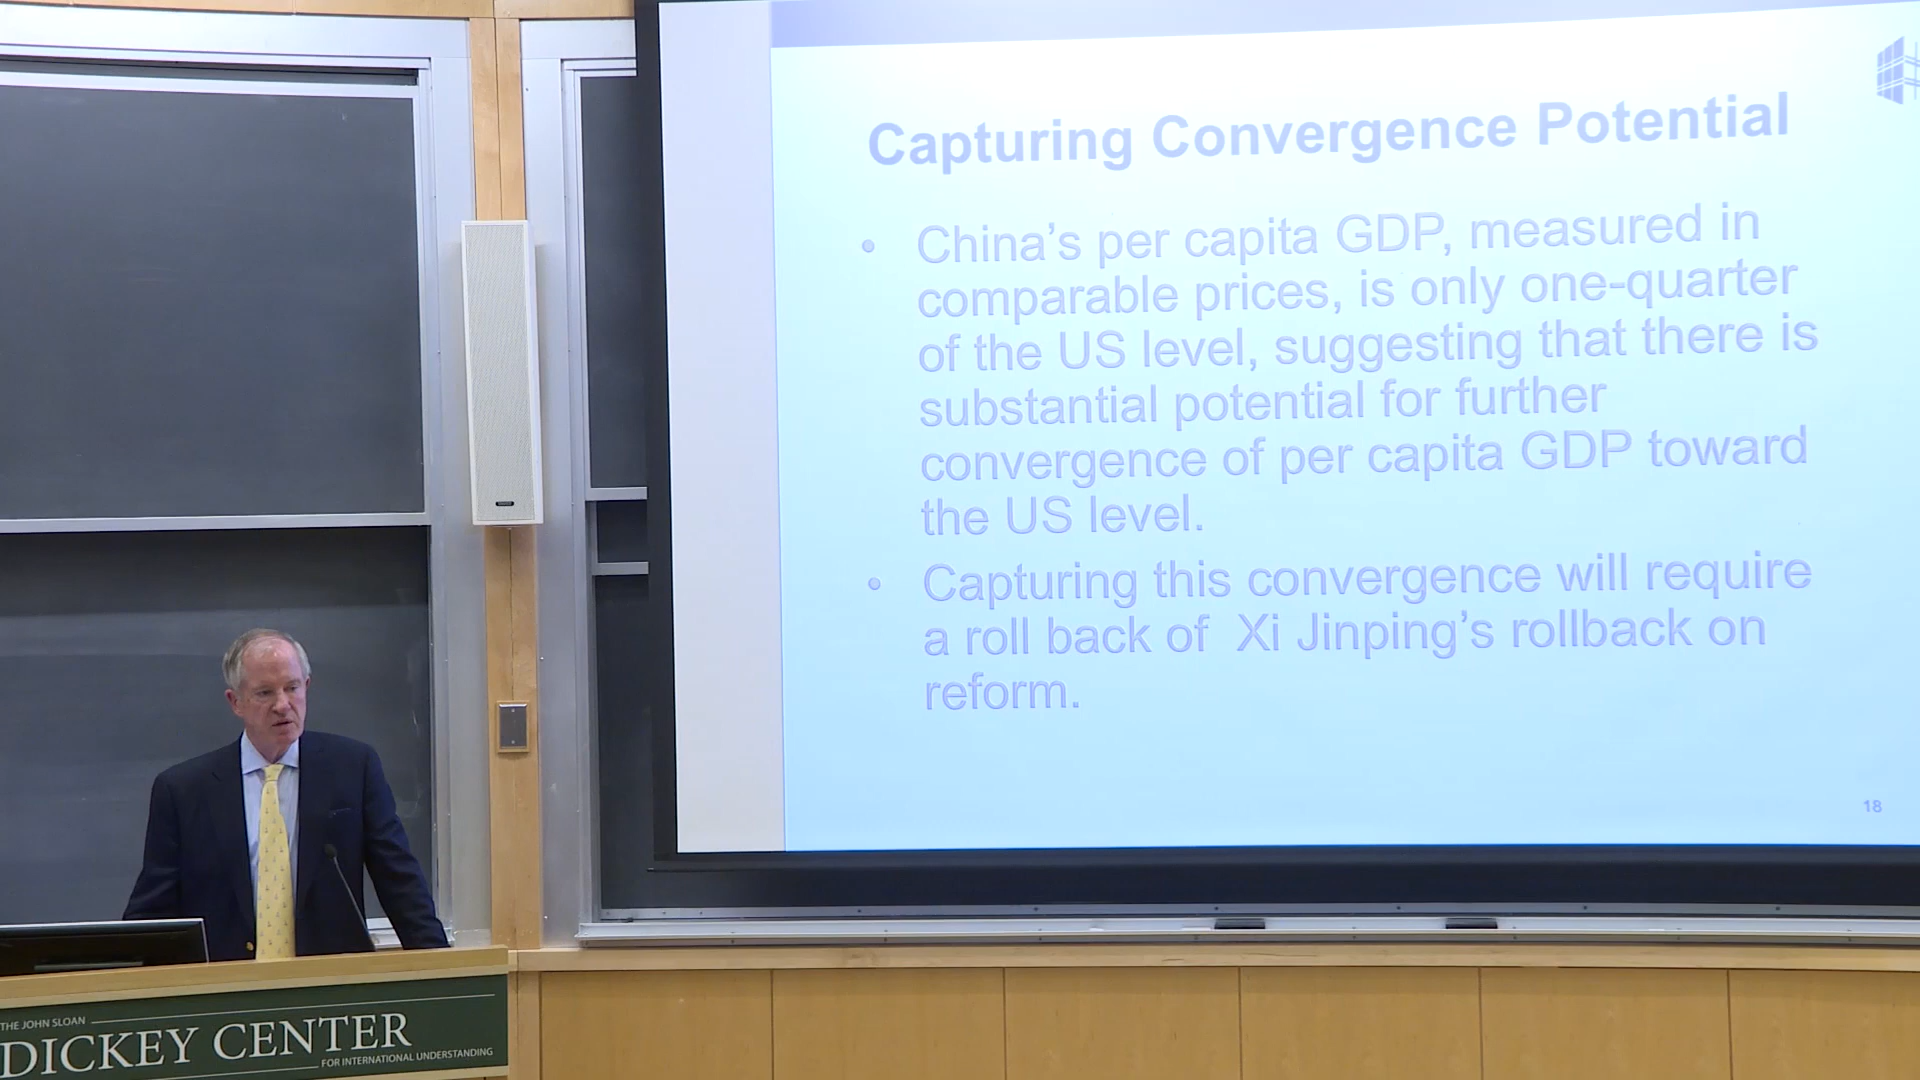 Capturing Convergence Potential
• China's per capita GDP, measured in
comparable prices, is only one-quarter
of the US level, suggesting that there is
substantial potential for further
convergence of per capita GDP toward
the US level.
• Capturing this convergence will require
a roll back of  Xi Jinping's rollback on
reform.
18
THE JOHN SLOAN
DICKEY CENTER
FOR INTERNATIONAL UNDERSTANDING